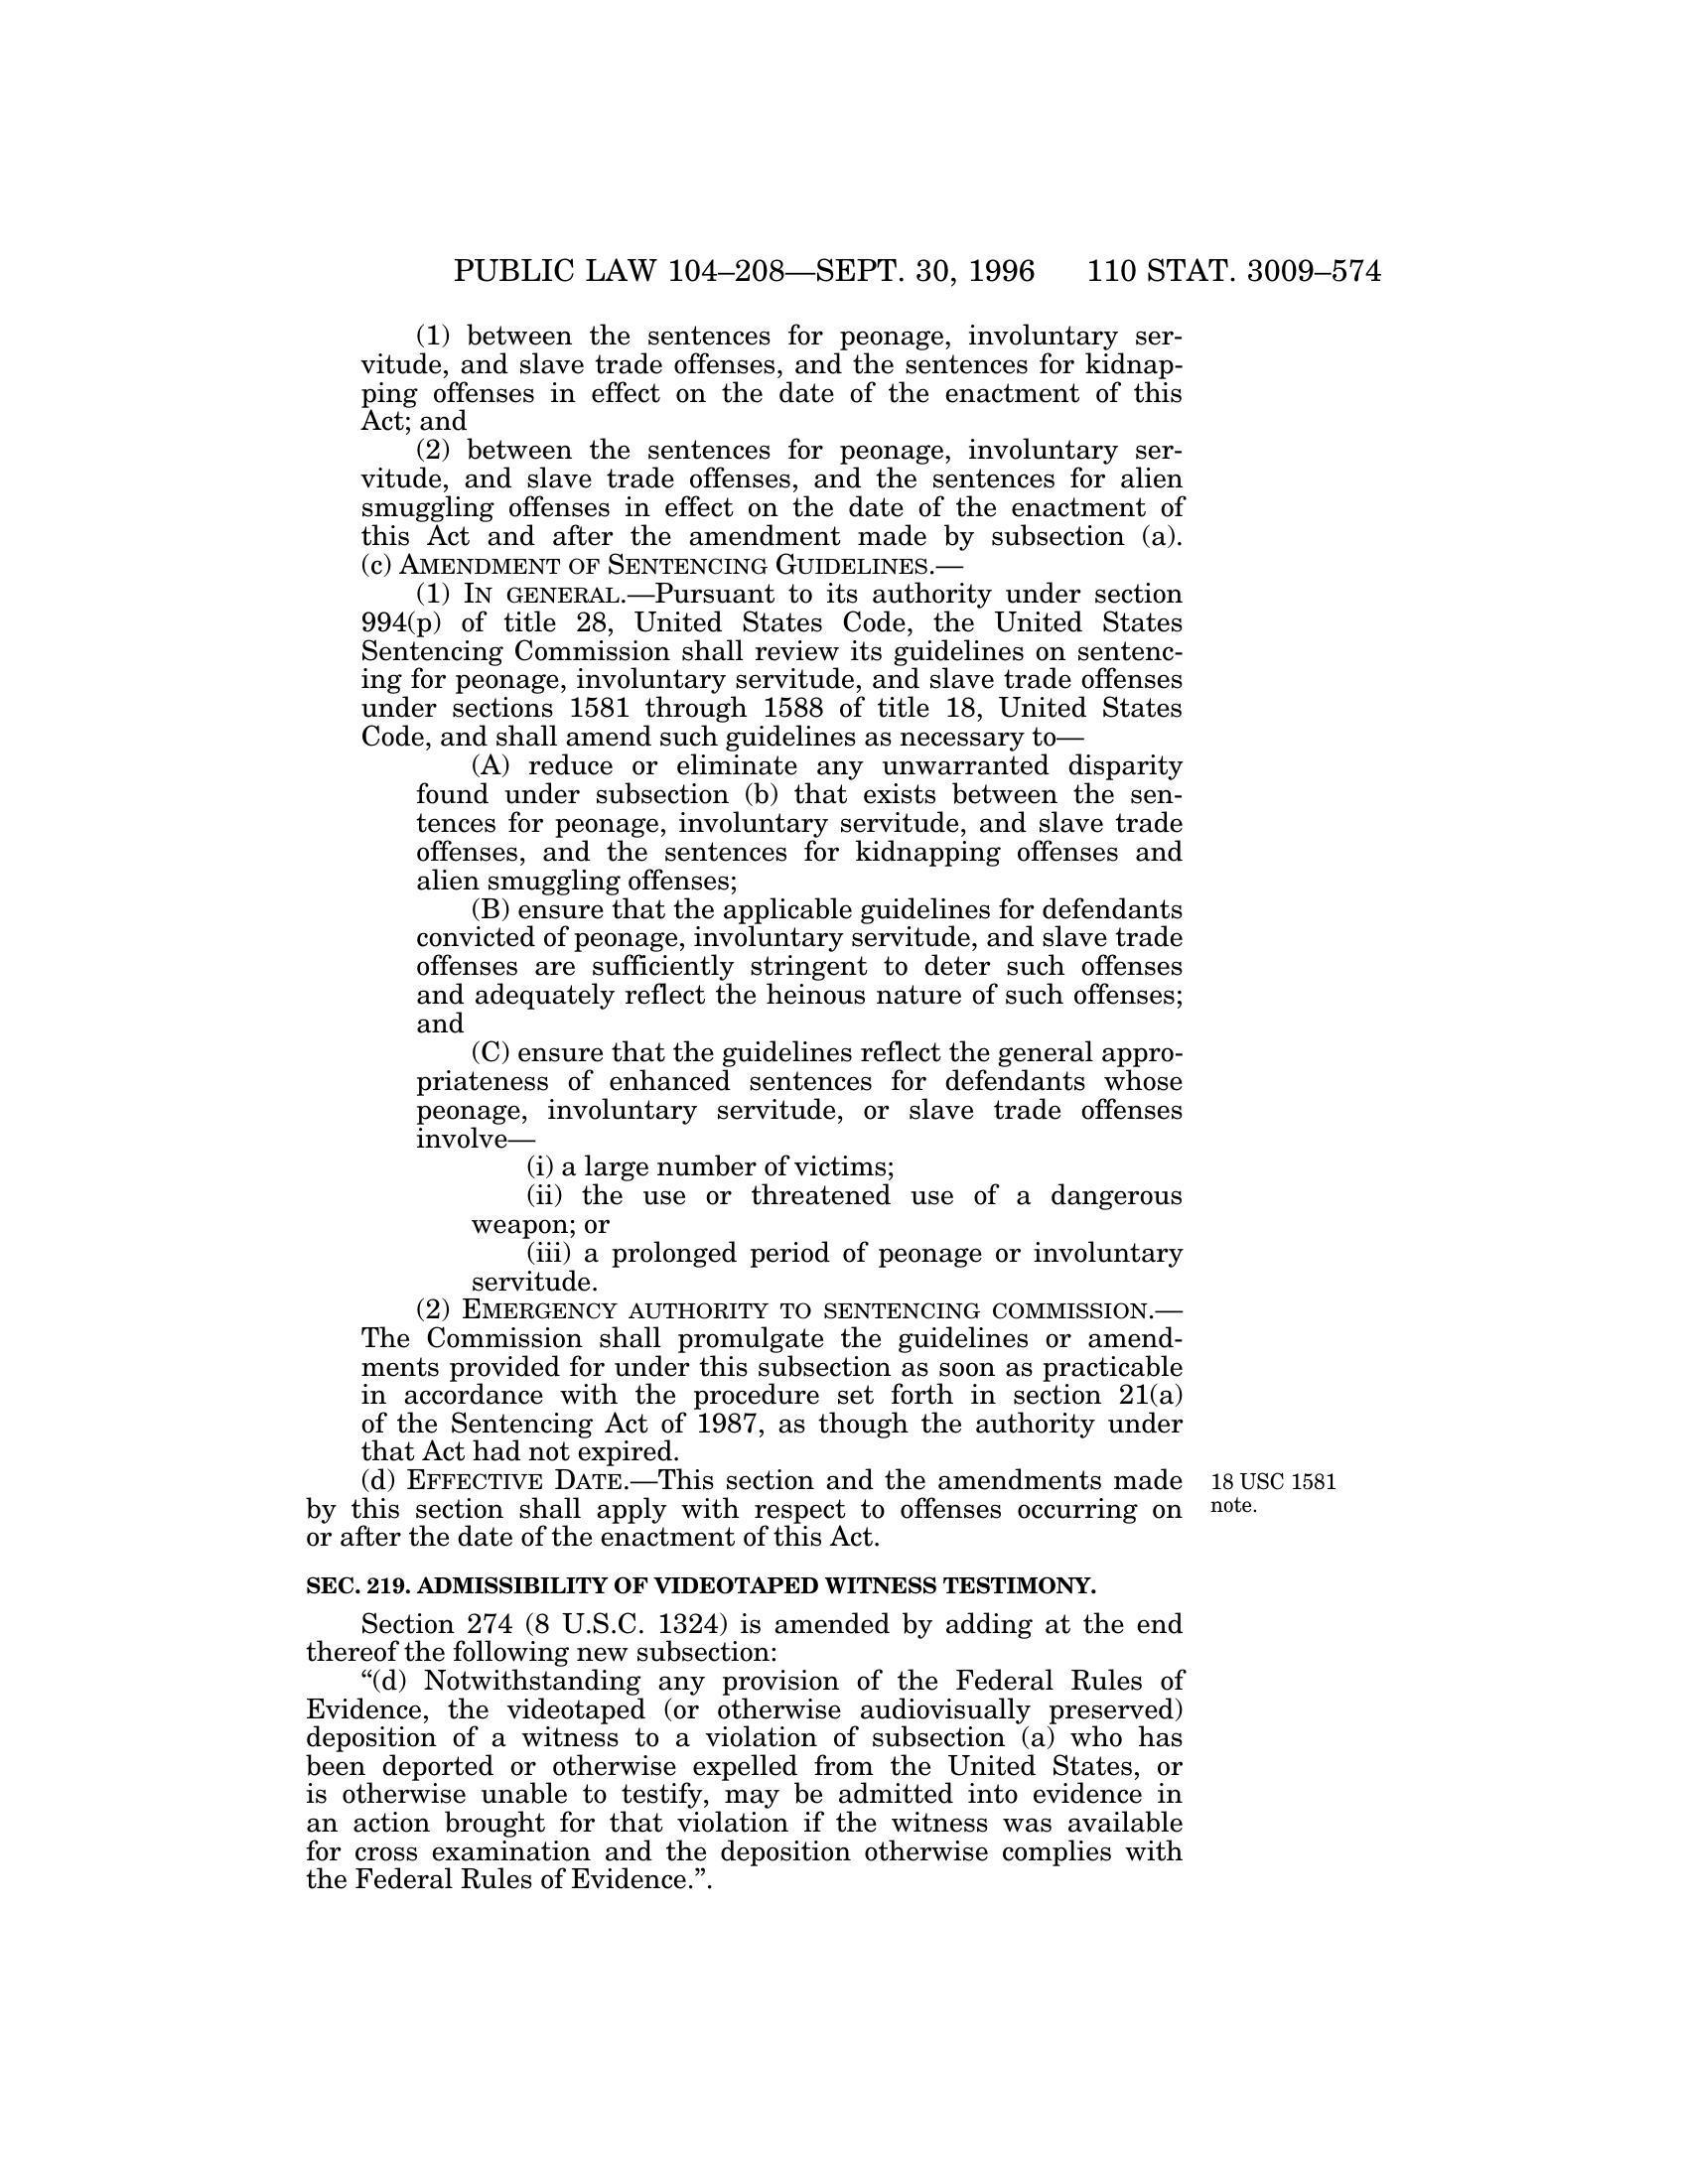 PUBLIC LAW 104–208—SEPT. 30, 1996 110 STAT. 3009–574
(1) between the sentences for peonage, involuntary ser-
vitude, and slave trade offenses, and the sentences for kidnap-
ping offenses in effect on the date of the enactment of this
Act; and
(2) between the sentences for peonage, involuntary ser-
vitude, and slave trade offenses, and the sentences for alien
smuggling offenses in effect on the date of the enactment of
this Act and after the amendment made by subsection (a).
(c) AMENDMENT OF SENTENCING GUIDELINES.—
(1) IN GENERAL.—Pursuant to its authority under section
994(p) of title 28, United States Code, the United States
Sentencing Commission shall review its guidelines on sentenc-
ing for peonage, involuntary servitude, and slave trade offenses
under sections 1581 through 1588 of title 18, United States
Code, and shall amend such guidelines as necessary to—
(A) reduce or eliminate any unwarranted disparity
found under subsection (b) that exists between the sen-
tences for peonage, involuntary servitude, and slave trade
offenses, and the sentences for kidnapping offenses and
alien smuggling offenses;
(B) ensure that the applicable guidelines for defendants
convicted of peonage, involuntary servitude, and slave trade
offenses are sufficiently stringent to deter such offenses
and adequately reflect the heinous nature of such offenses;
and
(C) ensure that the guidelines reflect the general appro-
priateness of enhanced sentences for defendants whose
peonage, involuntary servitude, or slave trade offenses
involve—
(i) a large number of victims;
(ii) the use or threatened use of a dangerous
weapon; or
(iii) a prolonged period of peonage or involuntary
servitude.
(2) EMERGENCY AUTHORITY TO SENTENCING COMMISSION.—
The Commission shall promulgate the guidelines or amend-
ments provided for under this subsection as soon as practicable
in accordance with the procedure set forth in section 21(a)
of the Sentencing Act of 1987, as though the authority under
that Act had not expired.
(d) EFFECTIVE DATE.—This section and the amendments made
by this section shall apply with respect to offenses occurring on
or after the date of the enactment of this Act.
18 USC 1581
note.
SEC. 219. ADMISSIBILITY OF VIDEOTAPED WITNESS TESTIMONY.
Section 274 (8 U.S.C. 1324) is amended by adding at the end
thereof the following new subsection:
“(d) Notwithstanding any provision of the Federal Rules of
Evidence, the videotaped (or otherwise audiovisually preserved)
deposition of a witness to a violation of subsection (a) who has
been deported or otherwise expelled from the United States, or
is otherwise unable to testify, may be admitted into evidence in
an action brought for that violation if the witness was available
for cross examination and the deposition otherwise complies with
the Federal Rules of Evidence.”.